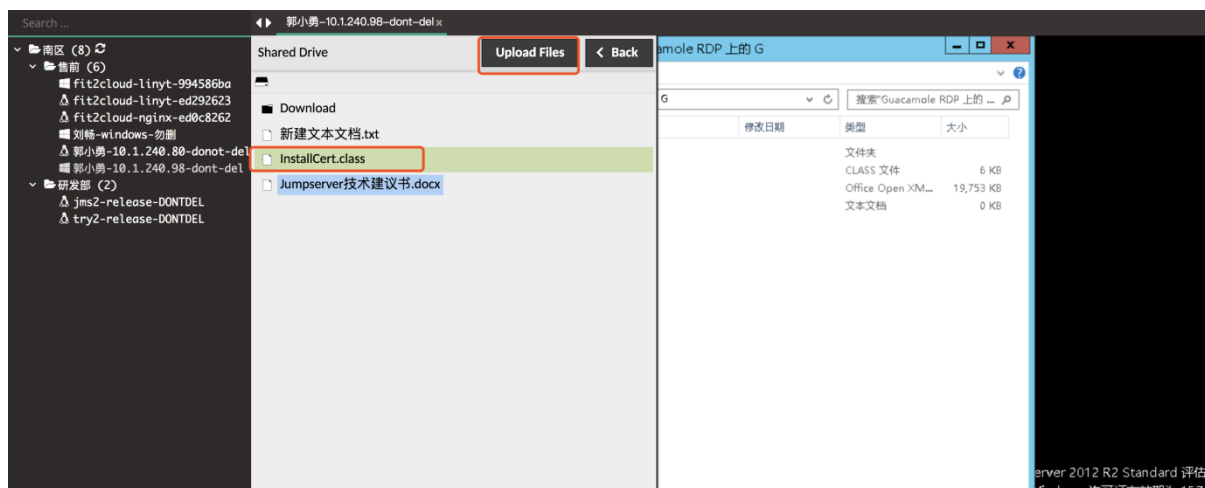 Search ...
郭小勇-10.1.240.98-dont-del×
南区 (8)
售前 (6)
fit2cloud-linyt-994586ba
fit2cloud-linyt-ed292623
fit2cloud-nginx-ed0c8262
刘畅-windows-勿删
郭小勇-10.1.240.80-donot-del
郭小勇-10.1.240.98-dont-del
研发部 (2)
jms2-release-DONTDEL
try2-release-DONTDEL
Shared Drive
Upload Files
Back
Download
新建文本文档.txt
InstallCert.class
Jumpserver技术建议书.docx
amole RDP 上的 G
G
搜索"Guacamole RDP 上的 ...
修改日期 类型 大小
文件夹
CLASS 文件 6 KB
Office Open XM... 19,753 KB
文本文档 0 KB
erver 2012 R2 Standard 评估